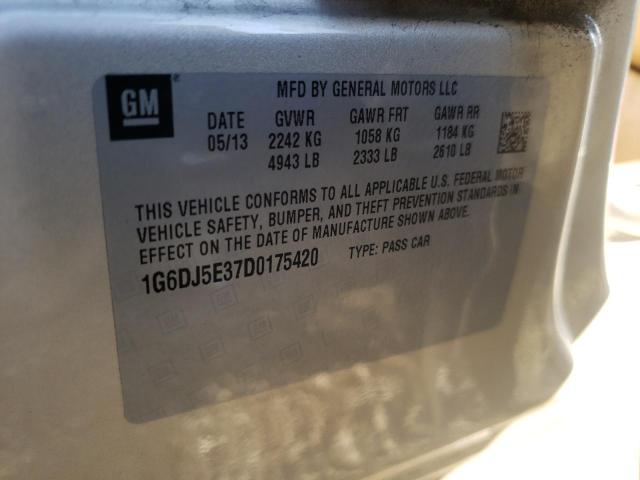 GM
MFD BY GENERAL MOTORS LLC
DATE GVWR GAWR FRT GAWR RR
05/13 2242 KG 1058 KG 1184 KG
4943 LB 2333 LB 2610 LB
THIS VEHICLE CONFORMS TO ALL APPLICABLE U.S. FEDERAL MOTOR
VEHICLE SAFETY, BUMPER, AND THEFT PREVENTION STANDARDS IN
EFFECT ON THE DATE OF MANUFACTURE SHOWN ABOVE.
1G6DJ5E37D0175420 TYPE: PASS CAR